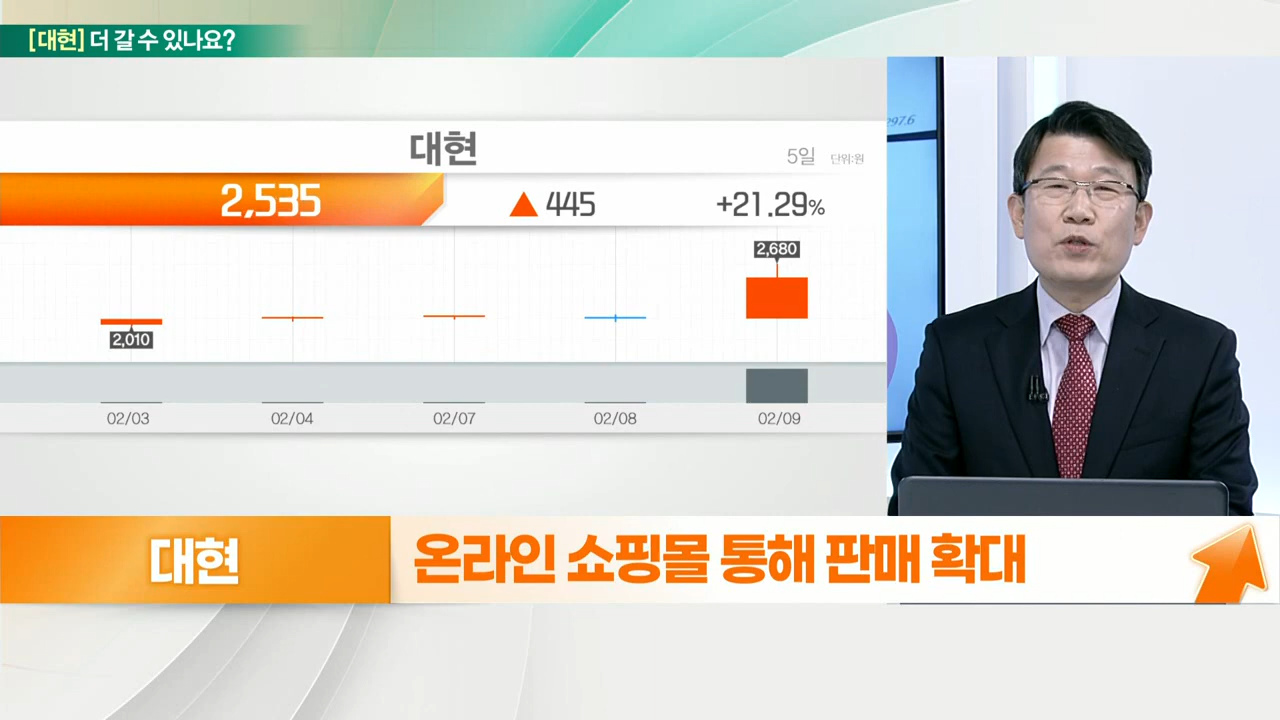 [대현] 더 갈 수 있나요?
대현
5일 단위:원
2,535 ▲ 445 +21.29%
2,680
2,010
02/03 02/04 02/07 02/08 02/09
297.6
대현 온라인 쇼핑몰 통해 판매 확대